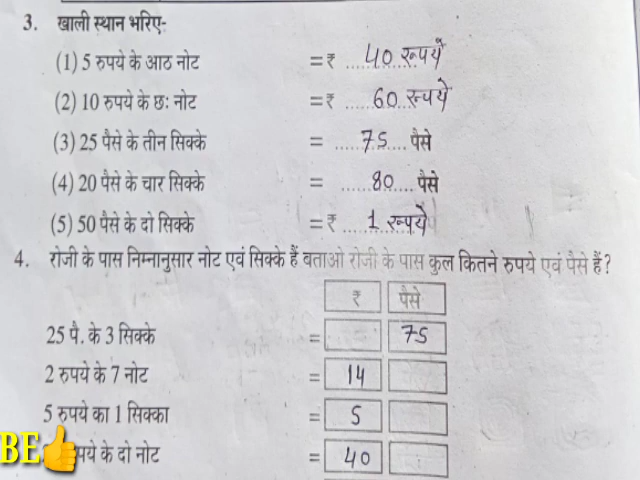 3. खाली स्थान भरिए:-
(1) 5 रुपये के आठ नोट =₹ ....40 रूपये....
(2) 10 रुपये के छः नोट =₹ ....60 रूपये
(3) 25 पैसे के तीन सिक्के = ....75.... पैसे
(4) 20 पैसे के चार सिक्के = ....80.... पैसे
(5) 50 पैसे के दो सिक्के =₹ ....1 रूपये
4. रोजी के पास निम्नानुसार नोट एवं सिक्के हैं बताओ रोजी के पास कुल कितने रुपये एवं पैसे हैं?
₹ पैसे
25 पै. के 3 सिक्के = 75
2 रुपये के 7 नोट = 14
5 रुपये का 1 सिक्का = 5
BE👍 पये के दो नोट = 40